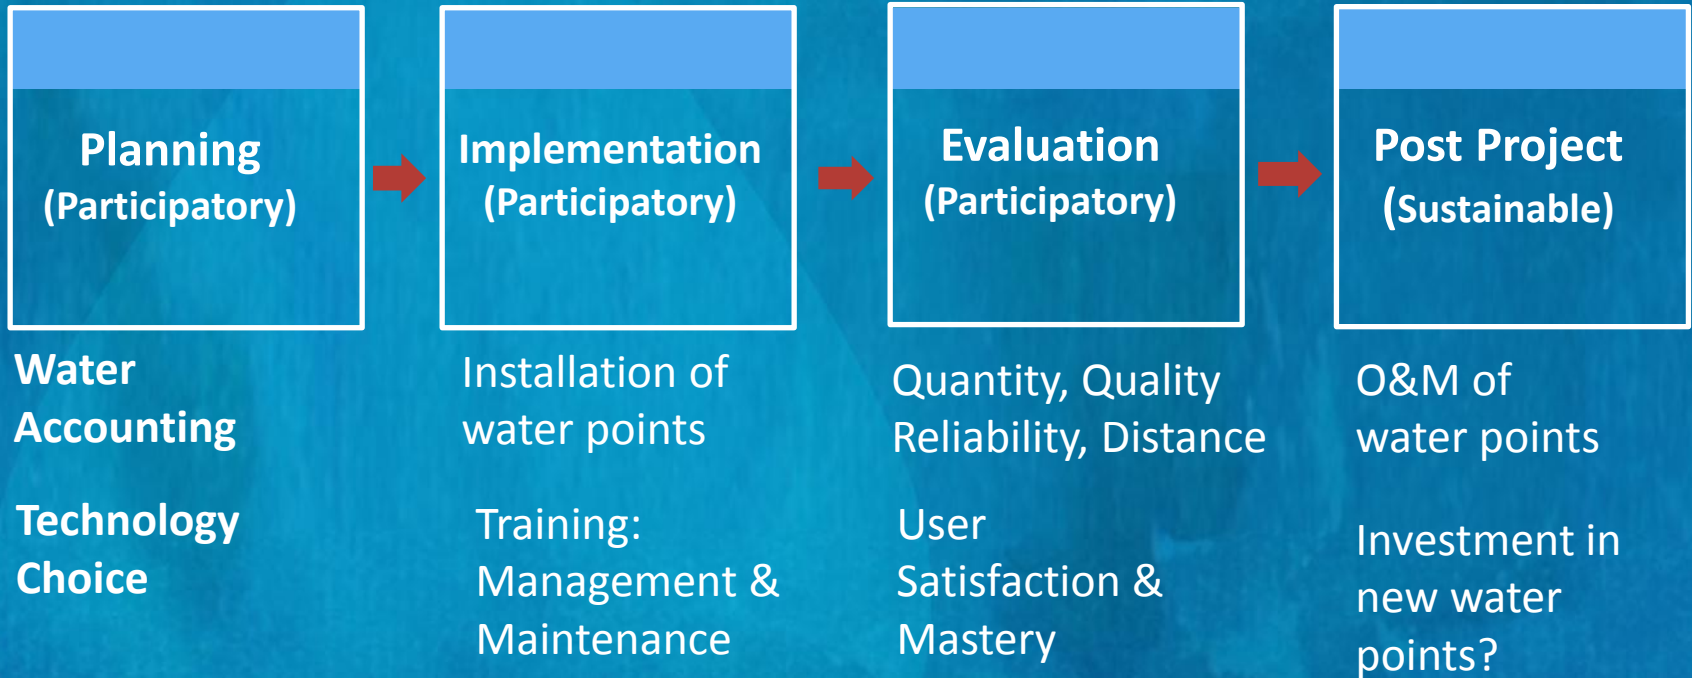 Planning
(Participatory)
Implementation
(Participatory)
Evaluation
(Participatory)
Post Project
(Sustainable)
Water
Accounting
Technology
Choice
Installation of
water points
Training:
Management &
Maintenance
Quantity, Quality
Reliability, Distance
User
Satisfaction &
Mastery
O&M of
water points
Investment in
new water
points?